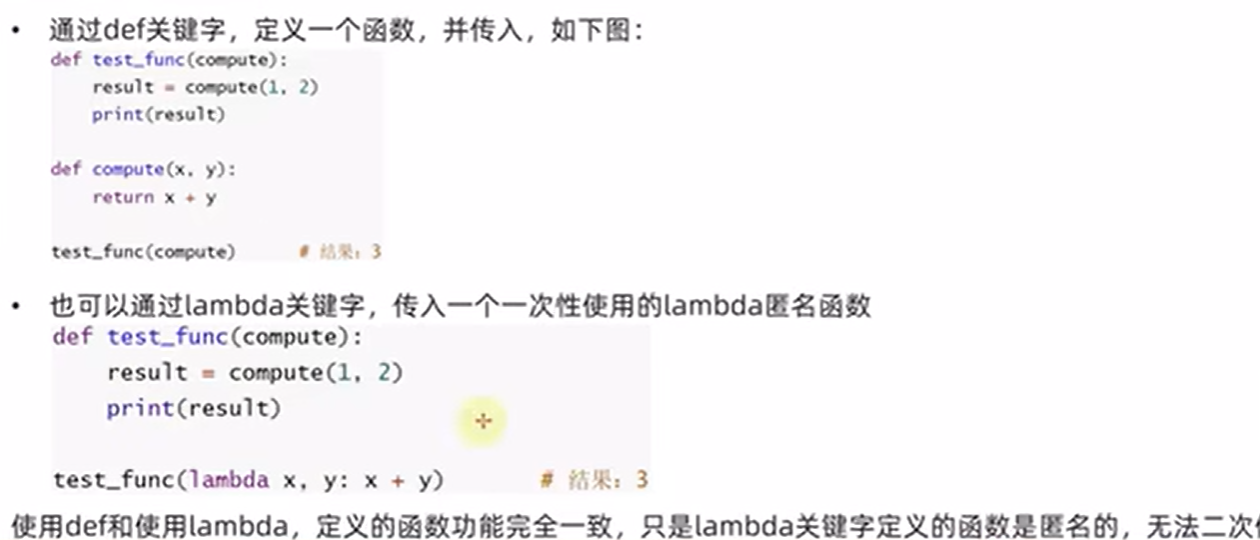 • 通过def关键字，定义一个函数，并传入，如下图：
def test_func(compute):
    result = compute(1, 2)
    print(result)
def compute(x, y):
    return x + y
test_func(compute)      # 结果：3
• 也可以通过lambda关键字，传入一个一次性使用的lambda匿名函数
def test_func(compute):
    result = compute(1, 2)
    print(result)
test_func(lambda x, y: x + y)      # 结果：3
使用def和使用lambda，定义的函数功能完全一致，只是lambda关键字定义的函数是匿名的，无法二次